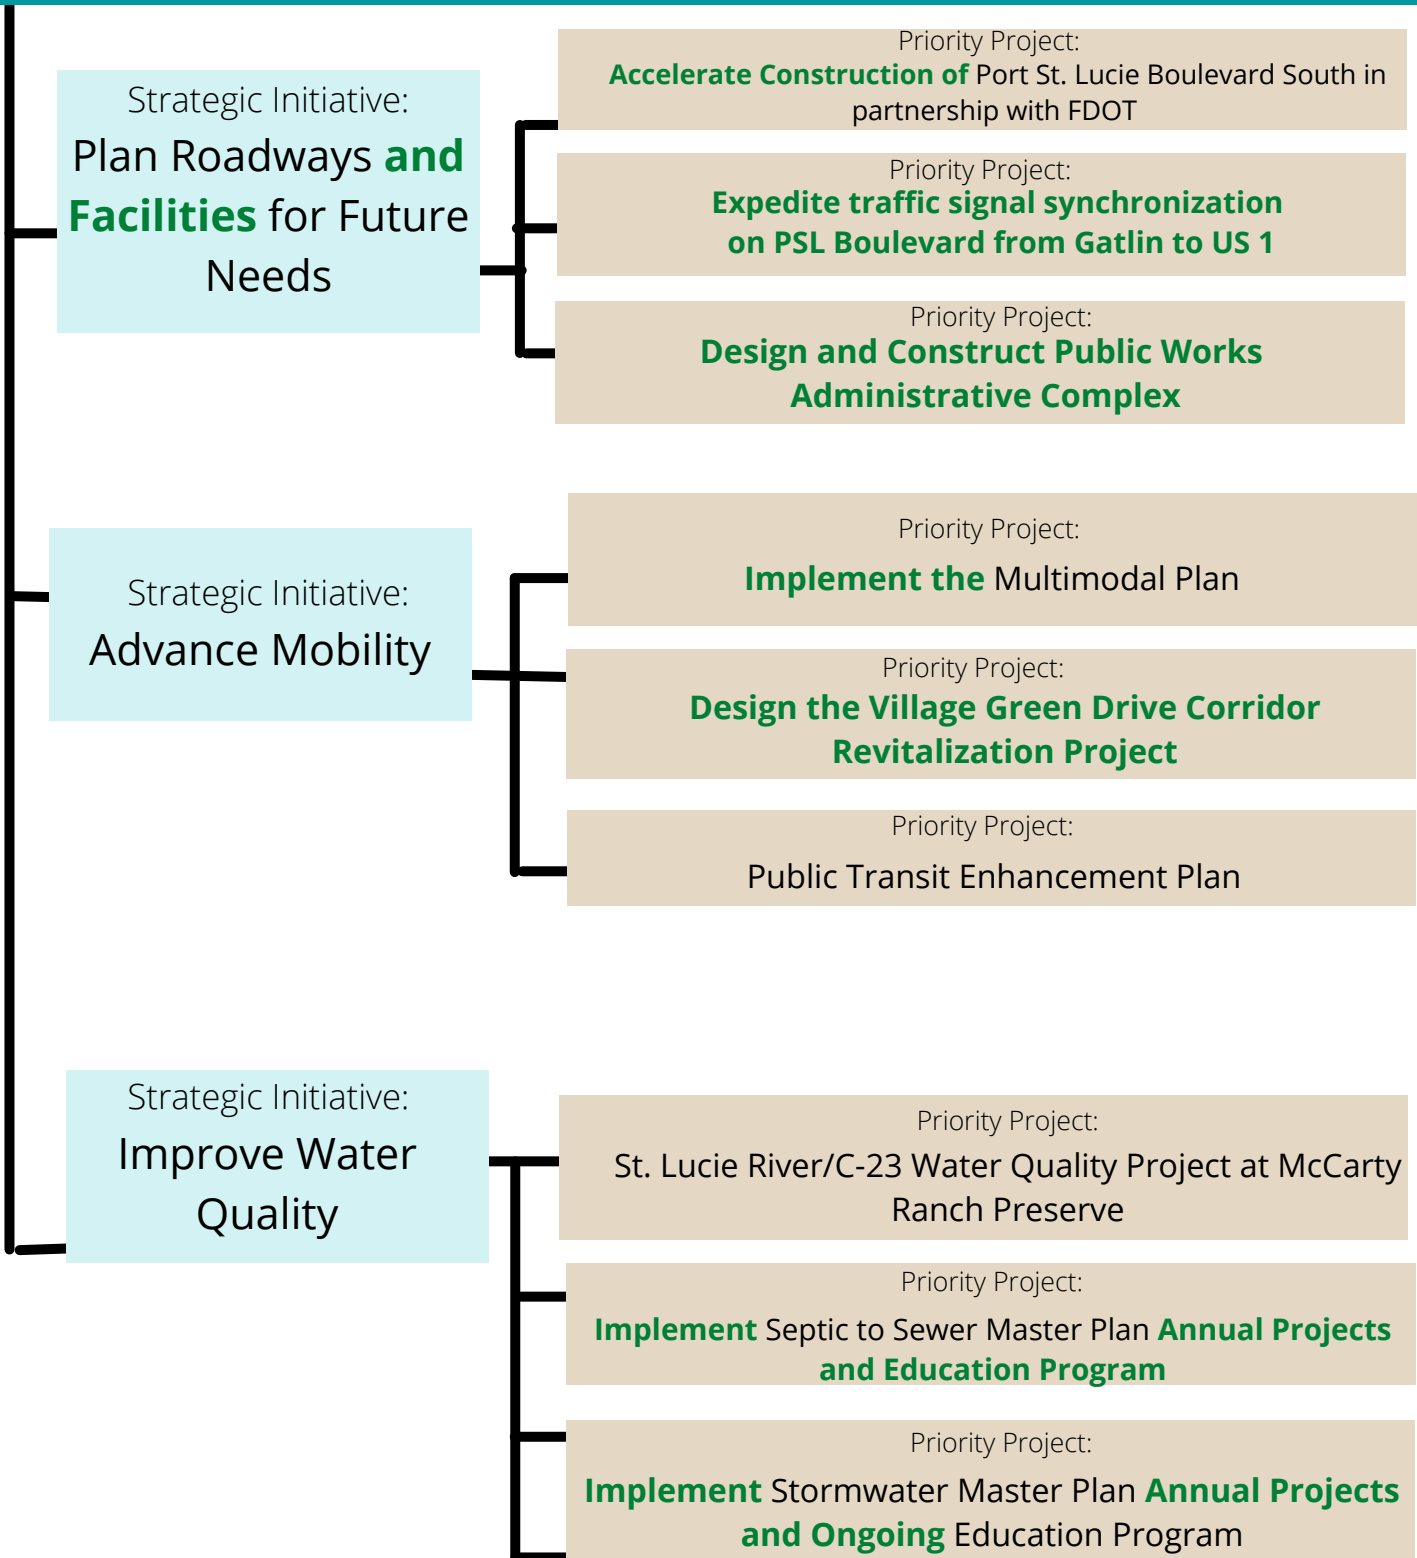 Strategic Initiative:
Plan Roadways and
Facilities for Future
Needs
Priority Project:
Accelerate Construction of Port St. Lucie Boulevard South in
partnership with FDOT
Priority Project:
Expedite traffic signal synchronization
on PSL Boulevard from Gatlin to US 1
Priority Project:
Design and Construct Public Works
Administrative Complex
Strategic Initiative:
Advance Mobility
Priority Project:
Implement the Multimodal Plan
Priority Project:
Design the Village Green Drive Corridor
Revitalization Project
Priority Project:
Public Transit Enhancement Plan
Strategic Initiative:
Improve Water
Quality
Priority Project:
St. Lucie River/C-23 Water Quality Project at McCarty
Ranch Preserve
Priority Project:
Implement Septic to Sewer Master Plan Annual Projects
and Education Program
Priority Project:
Implement Stormwater Master Plan Annual Projects
and Ongoing Education Program